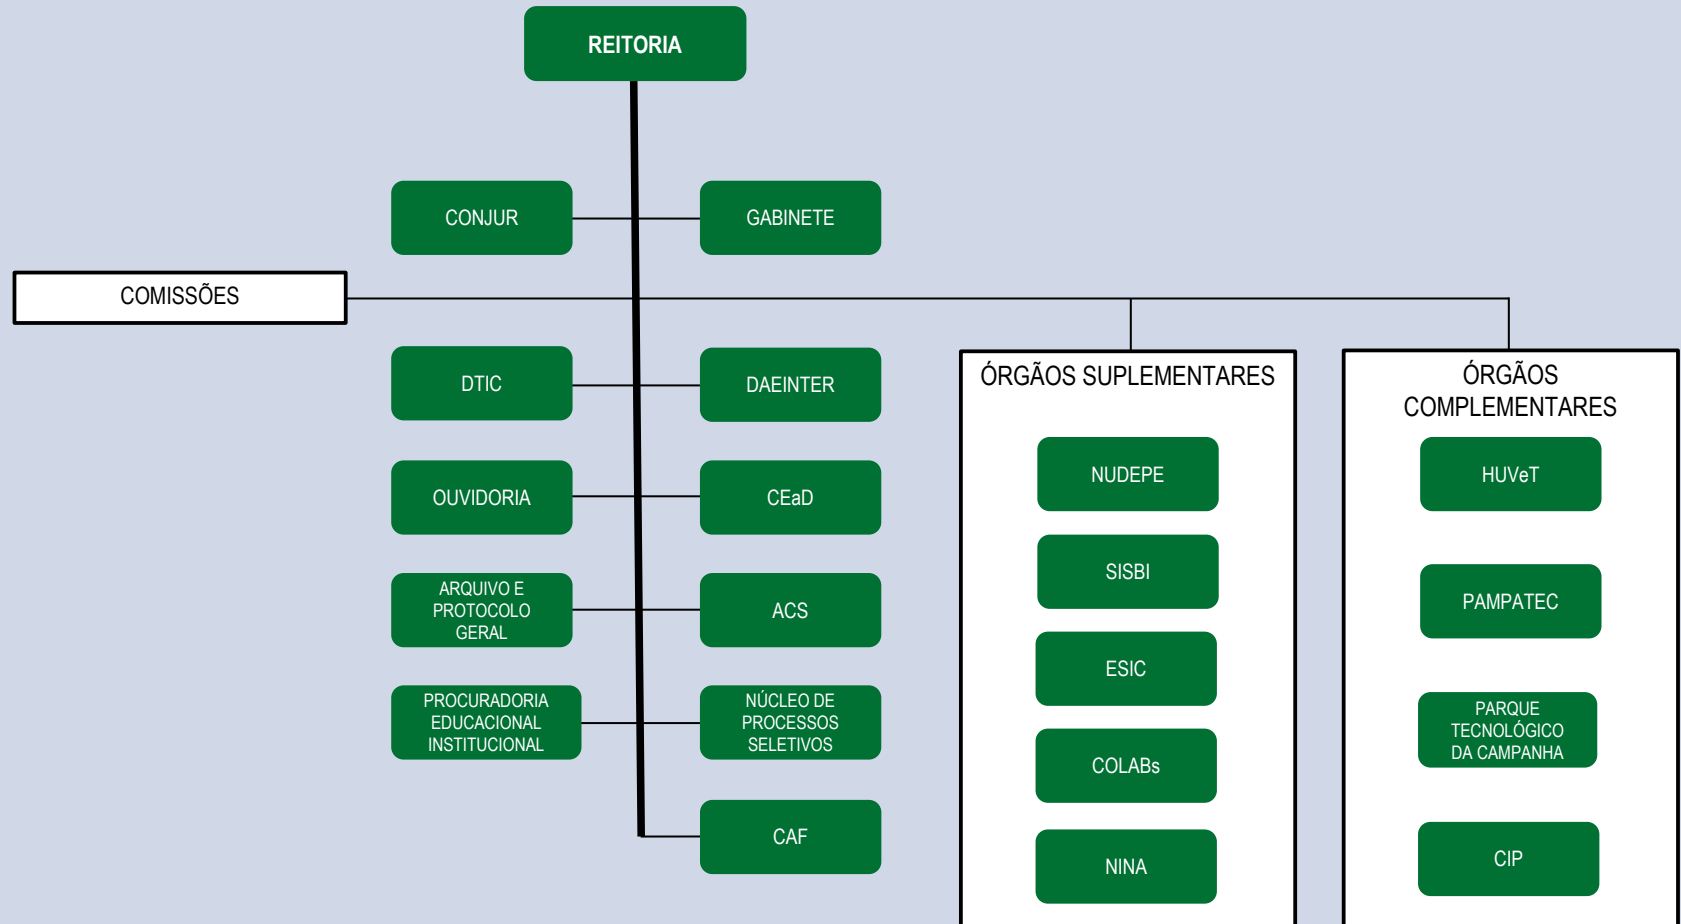 REITORIA
CONJUR
GABINETE
COMISSÕES
DTIC
DAEINTER
OUVIDORIA
CEaD
ARQUIVO E
PROTOCOLO
GERAL
ACS
PROCURADORIA
EDUCACIONAL
INSTITUCIONAL
NÚCLEO DE
PROCESSOS
SELETIVOS
CAF
ÓRGÃOS SUPLEMENTARES
NUDEPE
SISBI
ESIC
COLABs
NINA
ÓRGÃOS
COMPLEMENTARES
HUVeT
PAMPATEC
PARQUE
TECNOLÓGICO
DA CAMPANHA
CIP